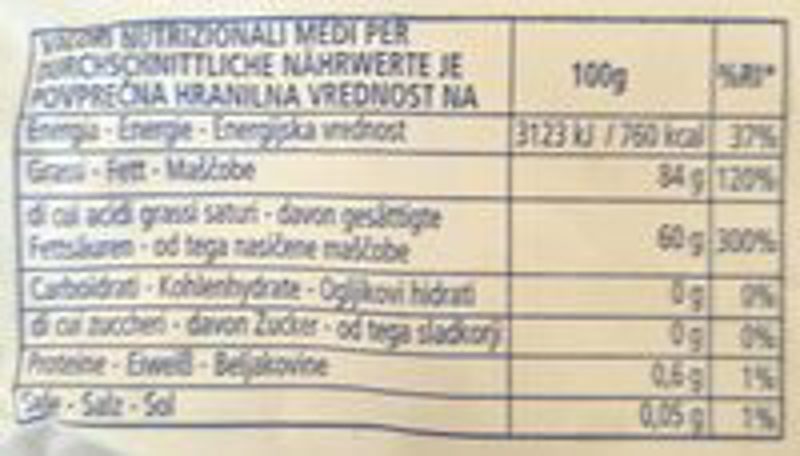 VALORI NUTRIZIONALI MEDI PER
DURCHSCHNITTLICHE NÄHRWERTE JE
POVPREČNA HRANILNA VREDNOST NA
100g %RI*
Energia - Energie - Energijska vrednost 3123 kJ / 760 kcal 37%
Grassi - Fett - Maščobe 84 g 120%
di cui acidi grassi saturi - davon gesättigte
Fettsäuren - od tega nasičene maščobe 60 g 300%
Carboidrati - Kohlenhydrate - Ogljikovi hidrati 0 g 0%
di cui zuccheri - davon Zucker - od tega sladkorji 0 g 0%
Proteine - Eiweiß - Beljakovine 0,6 g 1%
Sale - Salz - Sol 0,05 g 1%